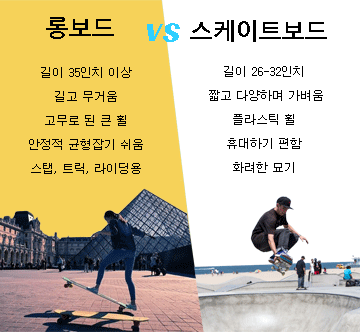 롱보드 VS 스케이트보드
길이 35인치 이상
길고 무거움
고무로 된 큰 휠
안정적 균형잡기 쉬움
스탭, 트릭, 라이딩용
길이 26-32인치
짧고 다양하며 가벼움
플라스틱 휠
휴대하기 편함
화려한 묘기